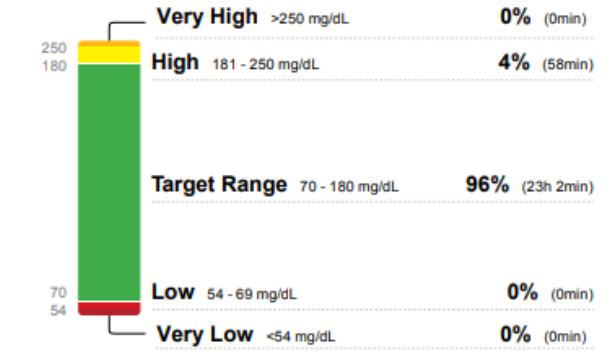 Very High >250 mg/dL 0% (0min)
250
180
High 181 - 250 mg/dL 4% (58min)
Target Range 70 - 180 mg/dL 96% (23h 2min)
70
54
Low 54 - 69 mg/dL 0% (0min)
Very Low <54 mg/dL 0% (0min)